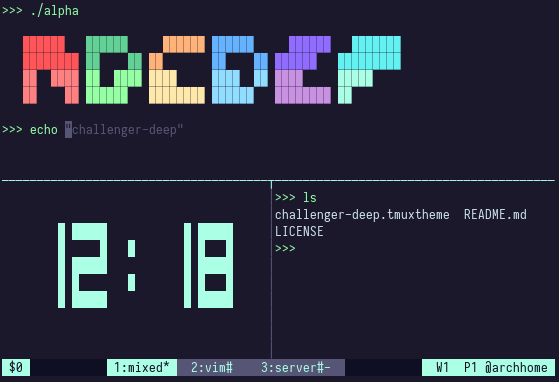 >>> ./alpha
ABCDEF
>>> echo "challenger-deep"
12:18
>>> ls
challenger-deep.tmuxtheme README.md
LICENSE
>>>
$0 1:mixed* 2:vim# 3:server#- W1 P1 @archhome